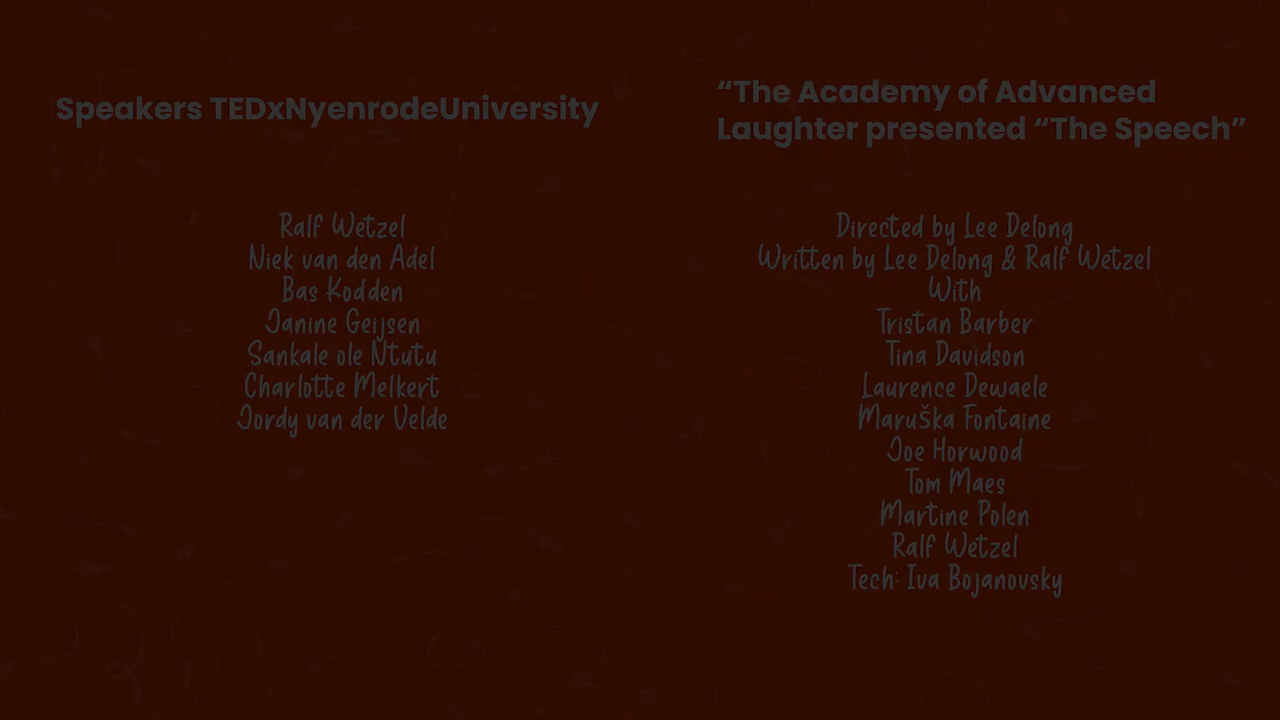 Speakers TEDxNyenrodeUniversity
Ralf Wetzel
Niek van den Adel
Bas Kodden
Janine Geijsen
Sankale ole Ntutu
Charlotte Melkert
Jordy van der Velde
“The Academy of Advanced
Laughter presented “The Speech”
Directed by Lee Delong
Written by Lee Delong & Ralf Wetzel
With
Tristan Barber
Tina Davidson
Laurence Dewaele
Maruška Fontaine
Joe Horwood
Tom Maes
Martine Polen
Ralf Wetzel
Tech: Iva Bojanovsky